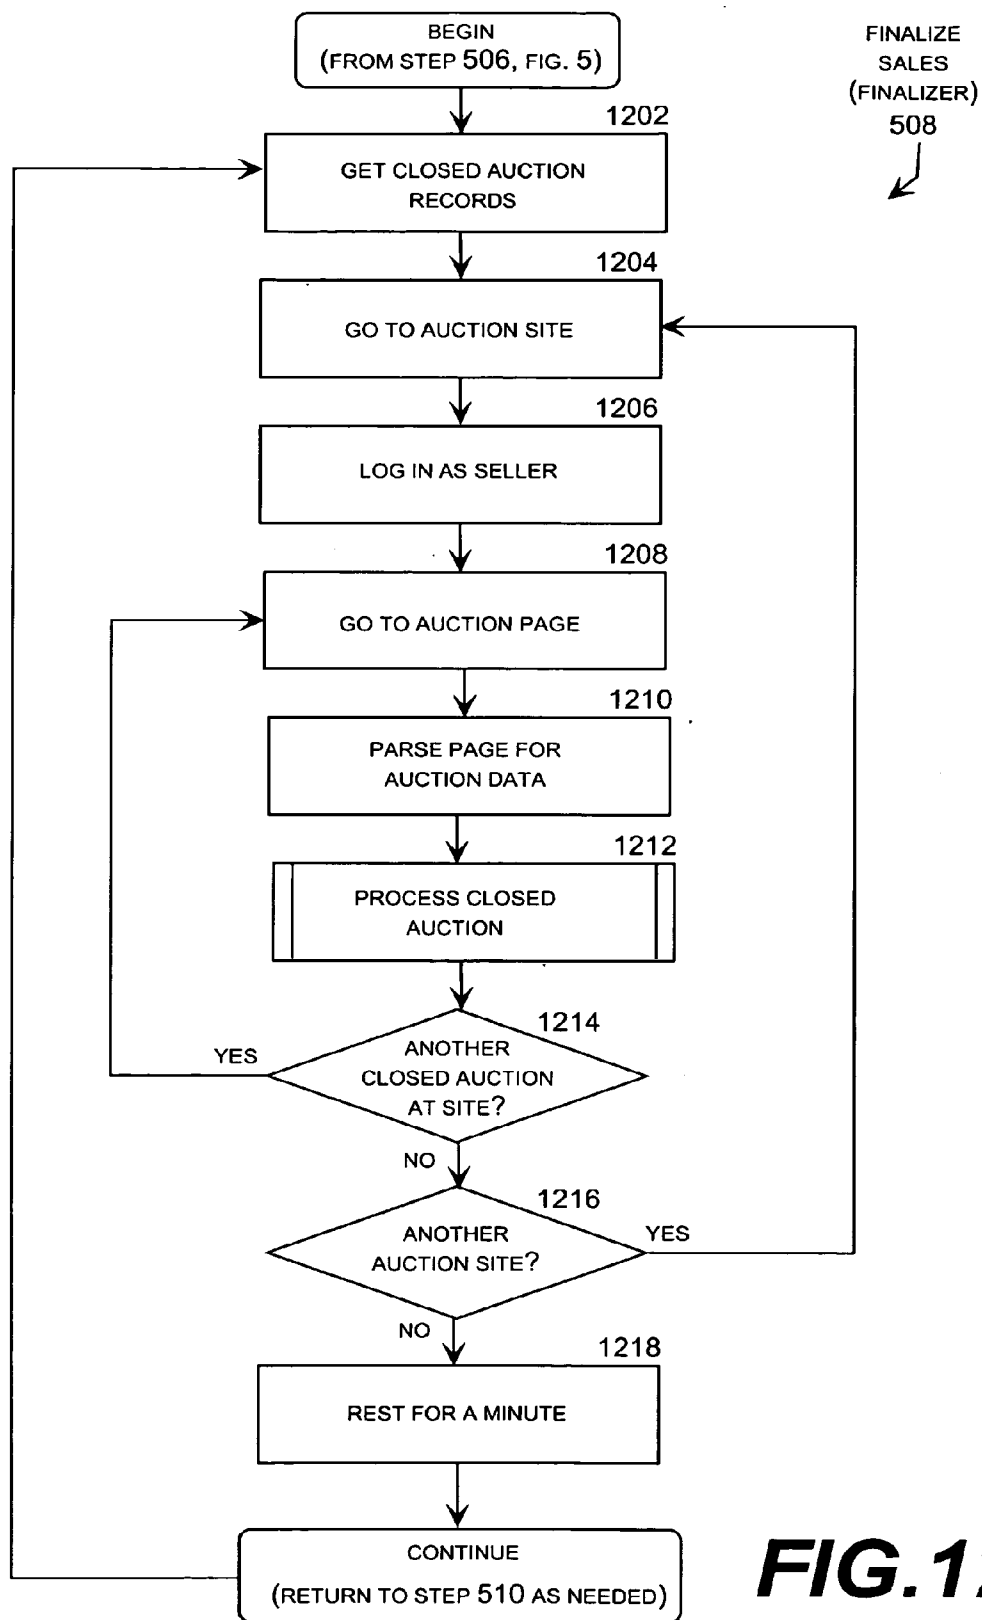 BEGIN
(FROM STEP 506, FIG. 5)
FINALIZE
SALES
(FINALIZER)
508
1202
GET CLOSED AUCTION
RECORDS
1204
GO TO AUCTION SITE
1206
LOG IN AS SELLER
1208
GO TO AUCTION PAGE
1210
PARSE PAGE FOR
AUCTION DATA
1212
PROCESS CLOSED
AUCTION
1214
YES
ANOTHER
CLOSED AUCTION
AT SITE?
NO
1216
ANOTHER
AUCTION SITE?
YES
NO
1218
REST FOR A MINUTE
CONTINUE
(RETURN TO STEP 510 AS NEEDED)
FIG.12